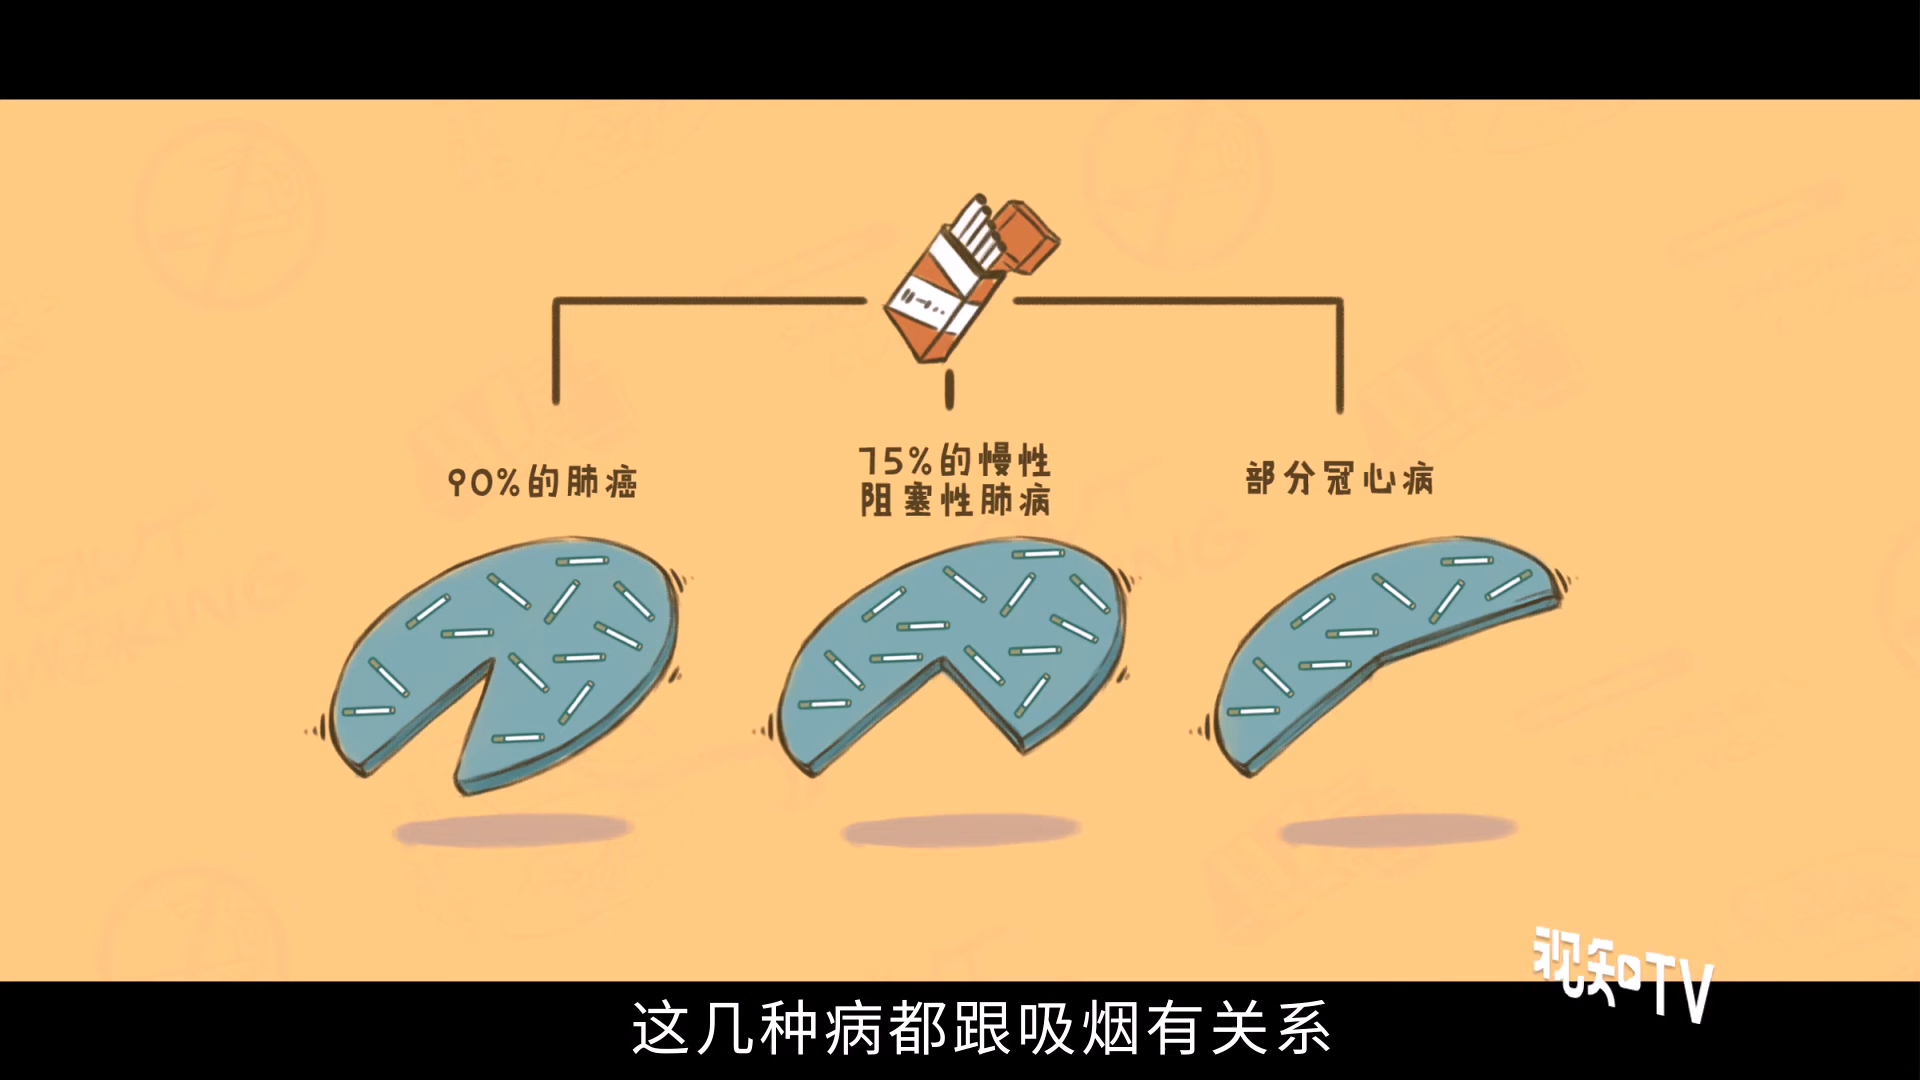 90%的肺癌
75%的慢性
阻塞性肺病
部分冠心病
视知TV
这几种病都跟吸烟有关系